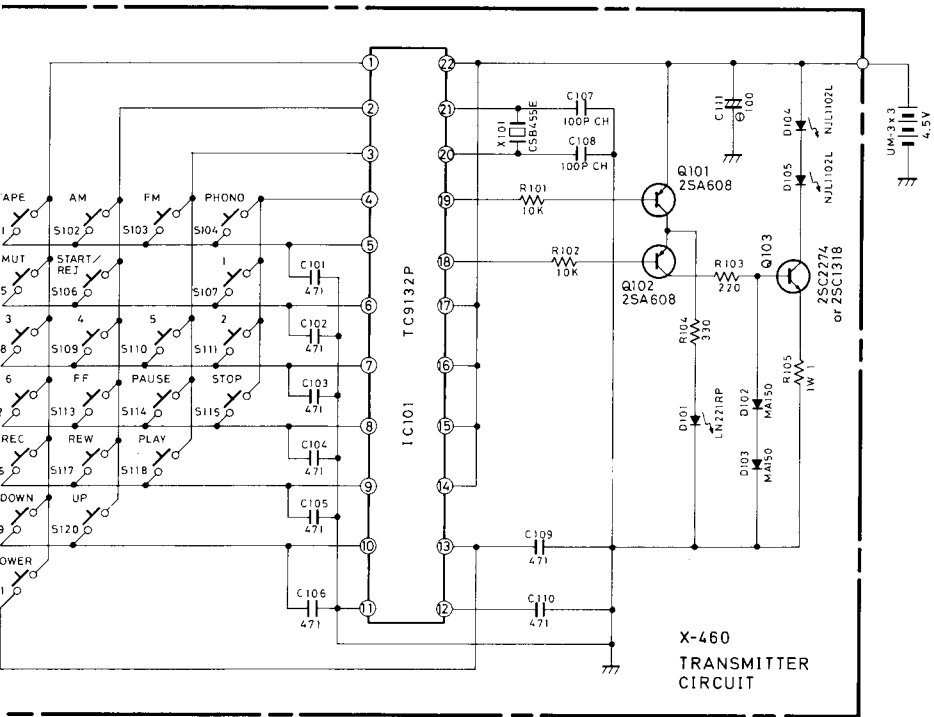 1
22
2
21
X101
CSB455E
C107
100P CH
C108
100P CH
3
20
C111
100
D104
NJL1102L
D105
NJL1102L
UM-3 x 3
4.5V
Q101
2SA608
TAPE
AM
FM
PHONO
S102
S103
S104
4
19
R101
10K
5
18
R102
10K
Q102
2SA608
R103
220
Q103
2SC2274
or 2SC1318
MUT
START/
REJ
S106
1
S107
C101
471
6
TC9132P
17
3
4
5
2
S109
S110
S111
C102
471
7
16
R104
330
R105
1W 1
6
FF
PAUSE
STOP
S113
S114
S115
C103
471
8
IC101
15
D101
LN221RP
D102
MA150
D103
MA150
REC
REW
PLAY
S117
S118
C104
471
9
14
DOWN
UP
S120
C105
471
10
13
C109
471
OWER
C106
471
11
12
C110
471
X-460
TRANSMITTER
CIRCUIT